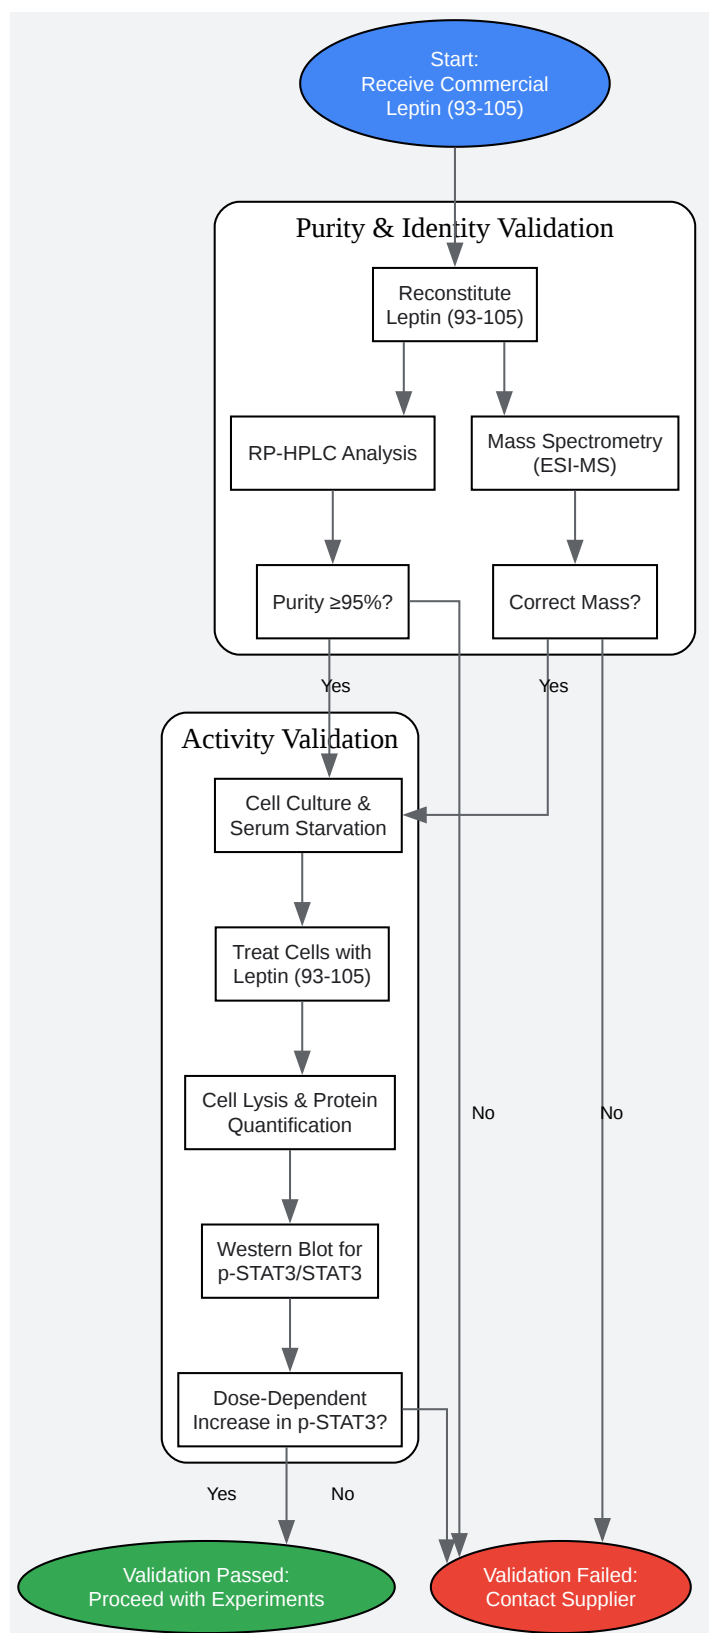 Start:
Receive Commercial
Leptin (93-105)
Purity & Identity Validation
Reconstitute
Leptin (93-105)
RP-HPLC Analysis
Mass Spectrometry
(ESI-MS)
Purity ≥95%?
Correct Mass?
Yes
Yes
Activity Validation
Cell Culture &
Serum Starvation
Treat Cells with
Leptin (93-105)
Cell Lysis & Protein
Quantification
No
No
Western Blot for
p-STAT3/STAT3
Dose-Dependent
Increase in p-STAT3?
Yes
No
Validation Passed:
Proceed with Experiments
Validation Failed:
Contact Supplier